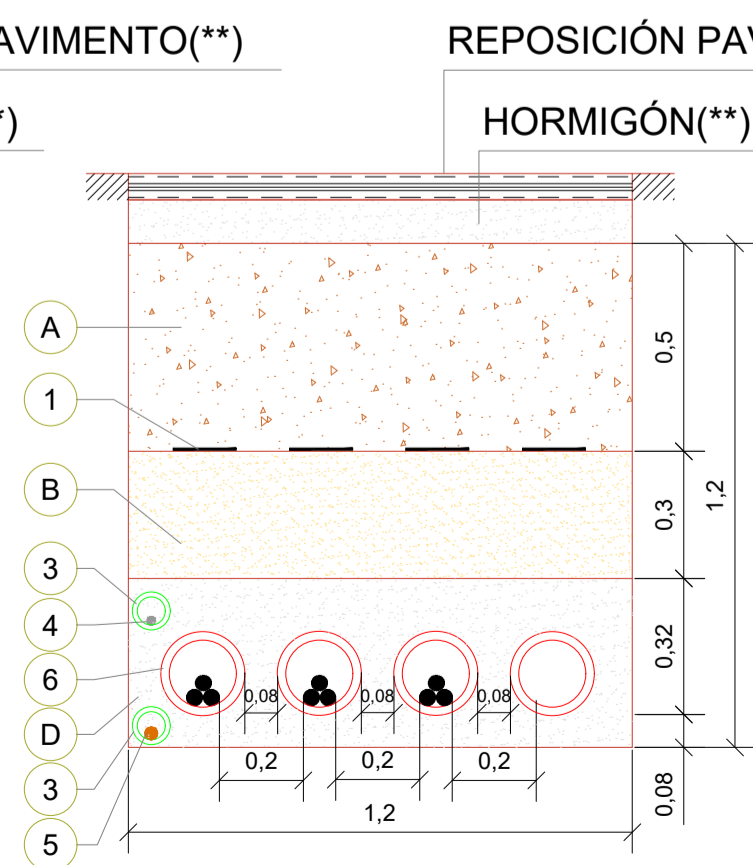 AVIMENTO(**)
REPOSICIÓN PAV
*)
HORMIGÓN(**)
A
1
B
3
4
6
D
3
5
0,5
0,3
1,2
0,32
0,08
0,08 0,08 0,08
0,2 0,2 0,2
1,2